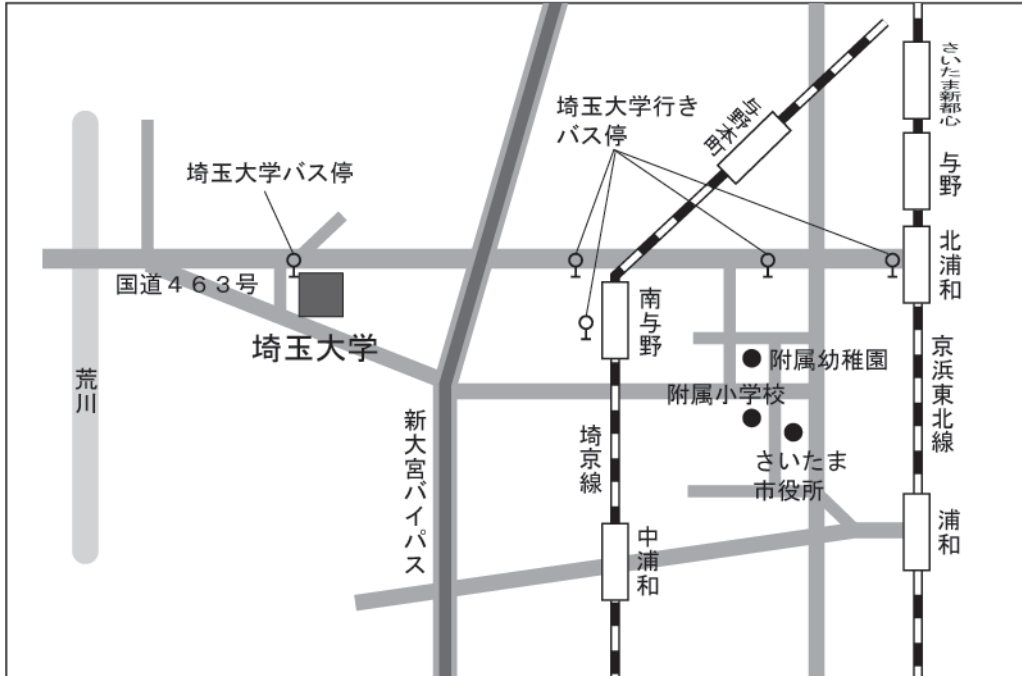 さいたま新都心
埼玉大学行き
バス停
与野本町
与野
埼玉大学バス停
北浦和
国道４６３号
南与野
埼玉大学
附属幼稚園
京浜東北線
荒川
附属小学校
新大宮バイパス
埼京線
さいたま
市役所
浦和
中浦和